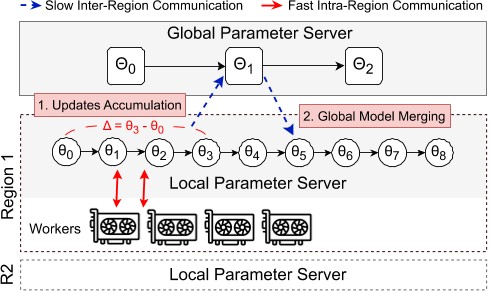 Slow Inter-Region Communication
Fast Intra-Region Communication
Global Parameter Server
Θ0
Θ1
Θ2
1. Updates Accumulation
2. Global Model Merging
Δ = θ3 - θ0
θ0
θ1
θ2
θ3
θ4
θ5
θ6
θ7
θ8
Local Parameter Server
Region 1
Workers
R2
Local Parameter Server